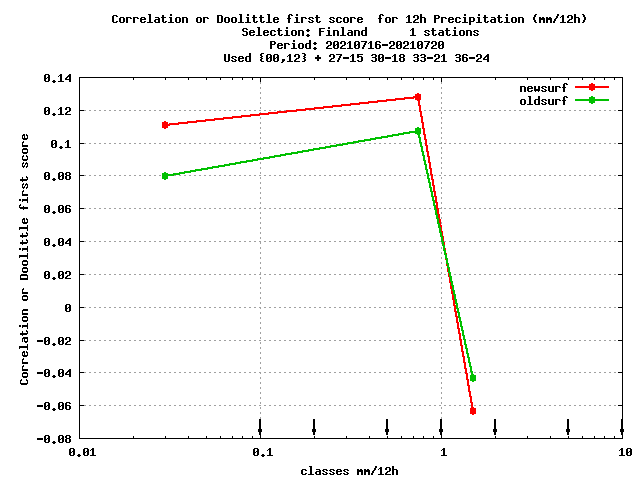 Correlation or Doolittle first score  for 12h Precipitation (mm/12h)
Selection: Finland      1 stations
Period: 20210716-20210720
Used {00,12} + 27-15 30-18 33-21 36-24
newsurf
oldsurf
Correlation or Doolittle first score
0.14
0.12
0.1
0.08
0.06
0.04
0.02
0
-0.02
-0.04
-0.06
-0.08
0.01
0.1
1
10
classes mm/12h